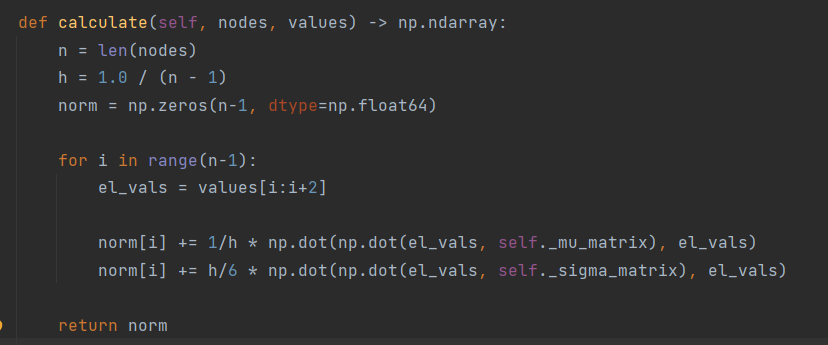 def calculate(self, nodes, values) -> np.ndarray:
    n = len(nodes)
    h = 1.0 / (n - 1)
    norm = np.zeros(n-1, dtype=np.float64)

    for i in range(n-1):
        el_vals = values[i:i+2]

        norm[i] += 1/h * np.dot(np.dot(el_vals, self._mu_matrix), el_vals)
        norm[i] += h/6 * np.dot(np.dot(el_vals, self._sigma_matrix), el_vals)

    return norm